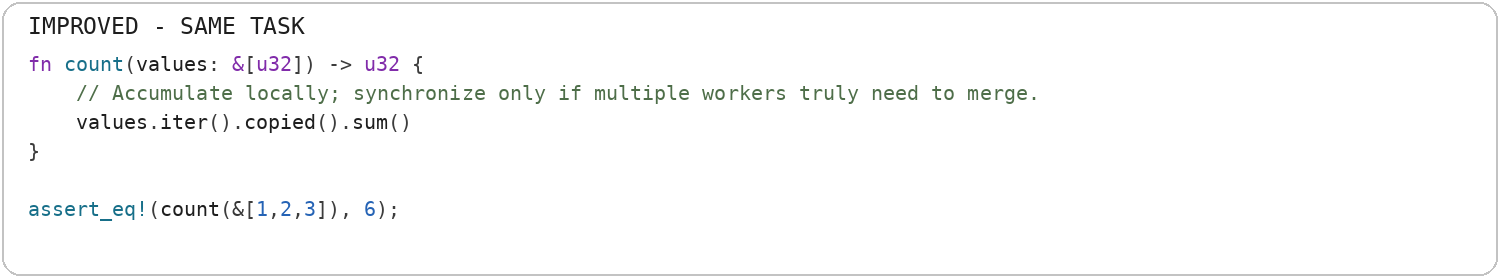 IMPROVED - SAME TASK
fn count(values: &[u32]) -> u32 {
    // Accumulate locally; synchronize only if multiple workers truly need to merge.
    values.iter().copied().sum()
}
assert_eq!(count(&[1,2,3]), 6);